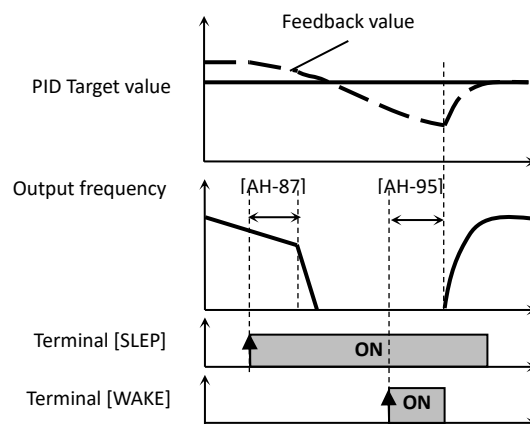 Feedback value
PID Target value
Output frequency
[AH-87]
[AH-95]
Terminal [SLEP]
ON
Terminal [WAKE]
ON